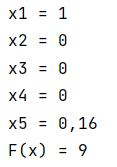 x1 = 1
x2 = 0
x3 = 0
x4 = 0
x5 = 0,16
F(x) = 9